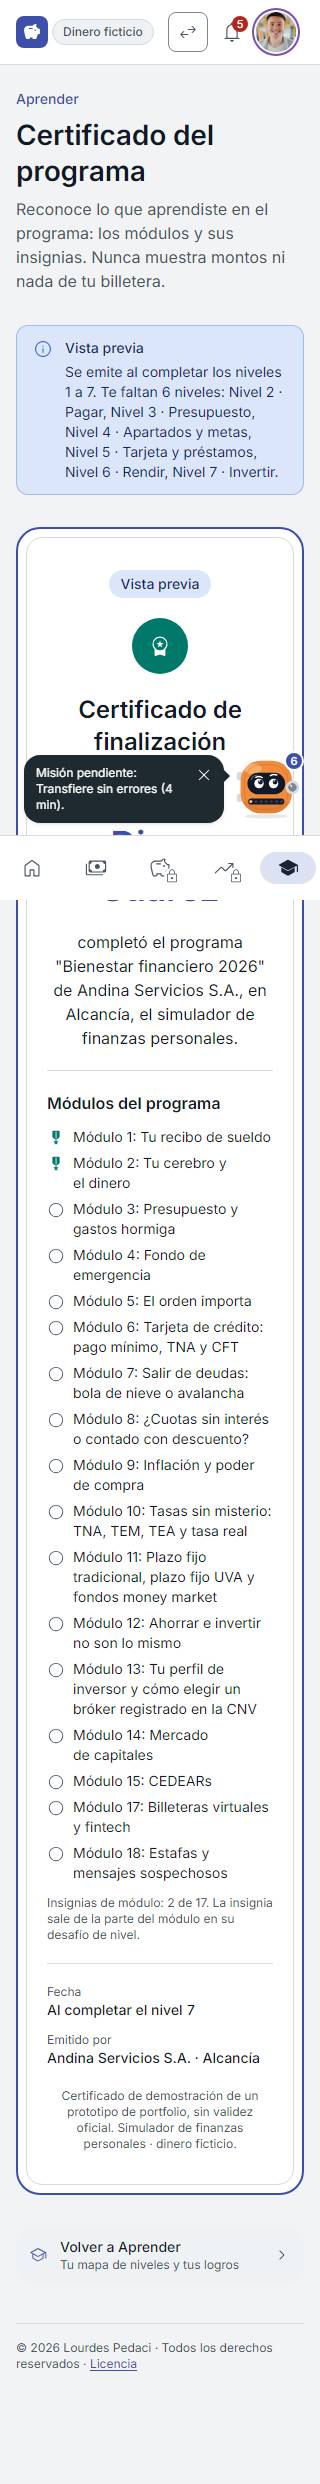 Dinero ficticio
5
Aprender
Certificado del
programa
Reconoce lo que aprendiste en el
programa: los módulos y sus
insignias. Nunca muestra montos ni
nada de tu billetera.
Vista previa
Se emite al completar los niveles
1 a 7. Te faltan 6 niveles: Nivel 2 ·
Pagar, Nivel 3 · Presupuesto,
Nivel 4 · Apartados y metas,
Nivel 5 · Tarjeta y préstamos,
Nivel 6 · Rendir, Nivel 7 · Invertir.
Vista previa
Certificado de
finalización
Misión pendiente:
Transfiere sin errores (4
min).
6
completó el programa
"Bienestar financiero 2026"
de Andina Servicios S.A., en
Alcancía, el simulador de
finanzas personales.
Módulos del programa
Módulo 1: Tu recibo de sueldo
Módulo 2: Tu cerebro y
el dinero
Módulo 3: Presupuesto y
gastos hormiga
Módulo 4: Fondo de
emergencia
Módulo 5: El orden importa
Módulo 6: Tarjeta de crédito:
pago mínimo, TNA y CFT
Módulo 7: Salir de deudas:
bola de nieve o avalancha
Módulo 8: ¿Cuotas sin interés
o contado con descuento?
Módulo 9: Inflación y poder
de compra
Módulo 10: Tasas sin misterio:
TNA, TEM, TEA y tasa real
Módulo 11: Plazo fijo
tradicional, plazo fijo UVA y
fondos money market
Módulo 12: Ahorrar e invertir
no son lo mismo
Módulo 13: Tu perfil de
inversor y cómo elegir un
bróker registrado en la CNV
Módulo 14: Mercado
de capitales
Módulo 15: CEDEARs
Módulo 17: Billeteras virtuales
y fintech
Módulo 18: Estafas y
mensajes sospechosos
Insignias de módulo: 2 de 17. La insignia
sale de la parte del módulo en su
desafío de nivel.
Fecha
Al completar el nivel 7
Emitido por
Andina Servicios S.A. · Alcancía
Certificado de demostración de un
prototipo de portfolio, sin validez
oficial. Simulador de finanzas
personales · dinero ficticio.
Volver a Aprender
Tu mapa de niveles y tus logros
© 2026 Lourdes Pedaci · Todos los derechos
reservados · Licencia